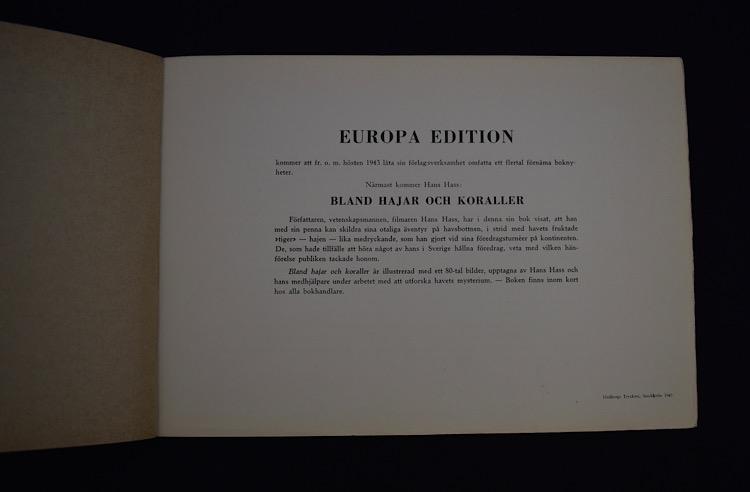 EUROPA EDITION
kommer att fr. o. m. hösten 1943 låta sin förlagsverksamhet omfatta ett flertal förnäma bokny-
heter.
Närmast kommer Hans Hass:
BLAND HAJAR OCH KORALLER
Författaren, vetenskapsmannen, filmaren Hans Hass, har i denna sin bok visat, att han
med sin penna kan skildra sina otaliga äventyr på havsbottnen, i strid med havets fruktade
»tiger» — hajen — lika medryckande, som han gjort vid sina föredragsturnéer på kontinenten.
De, som hade tillfälle att höra något av hans i Sverige hållna föredrag, veta med vilken hän-
förelse publiken tackade honom.
Bland hajar och koraller är illustrerad med ett 80-tal bilder, upptagna av Hans Hass och
hans medhjälpare under arbetet med att utforska havets mysterium. — Boken finns inom kort
hos alla bokhandlare.
Stockholm